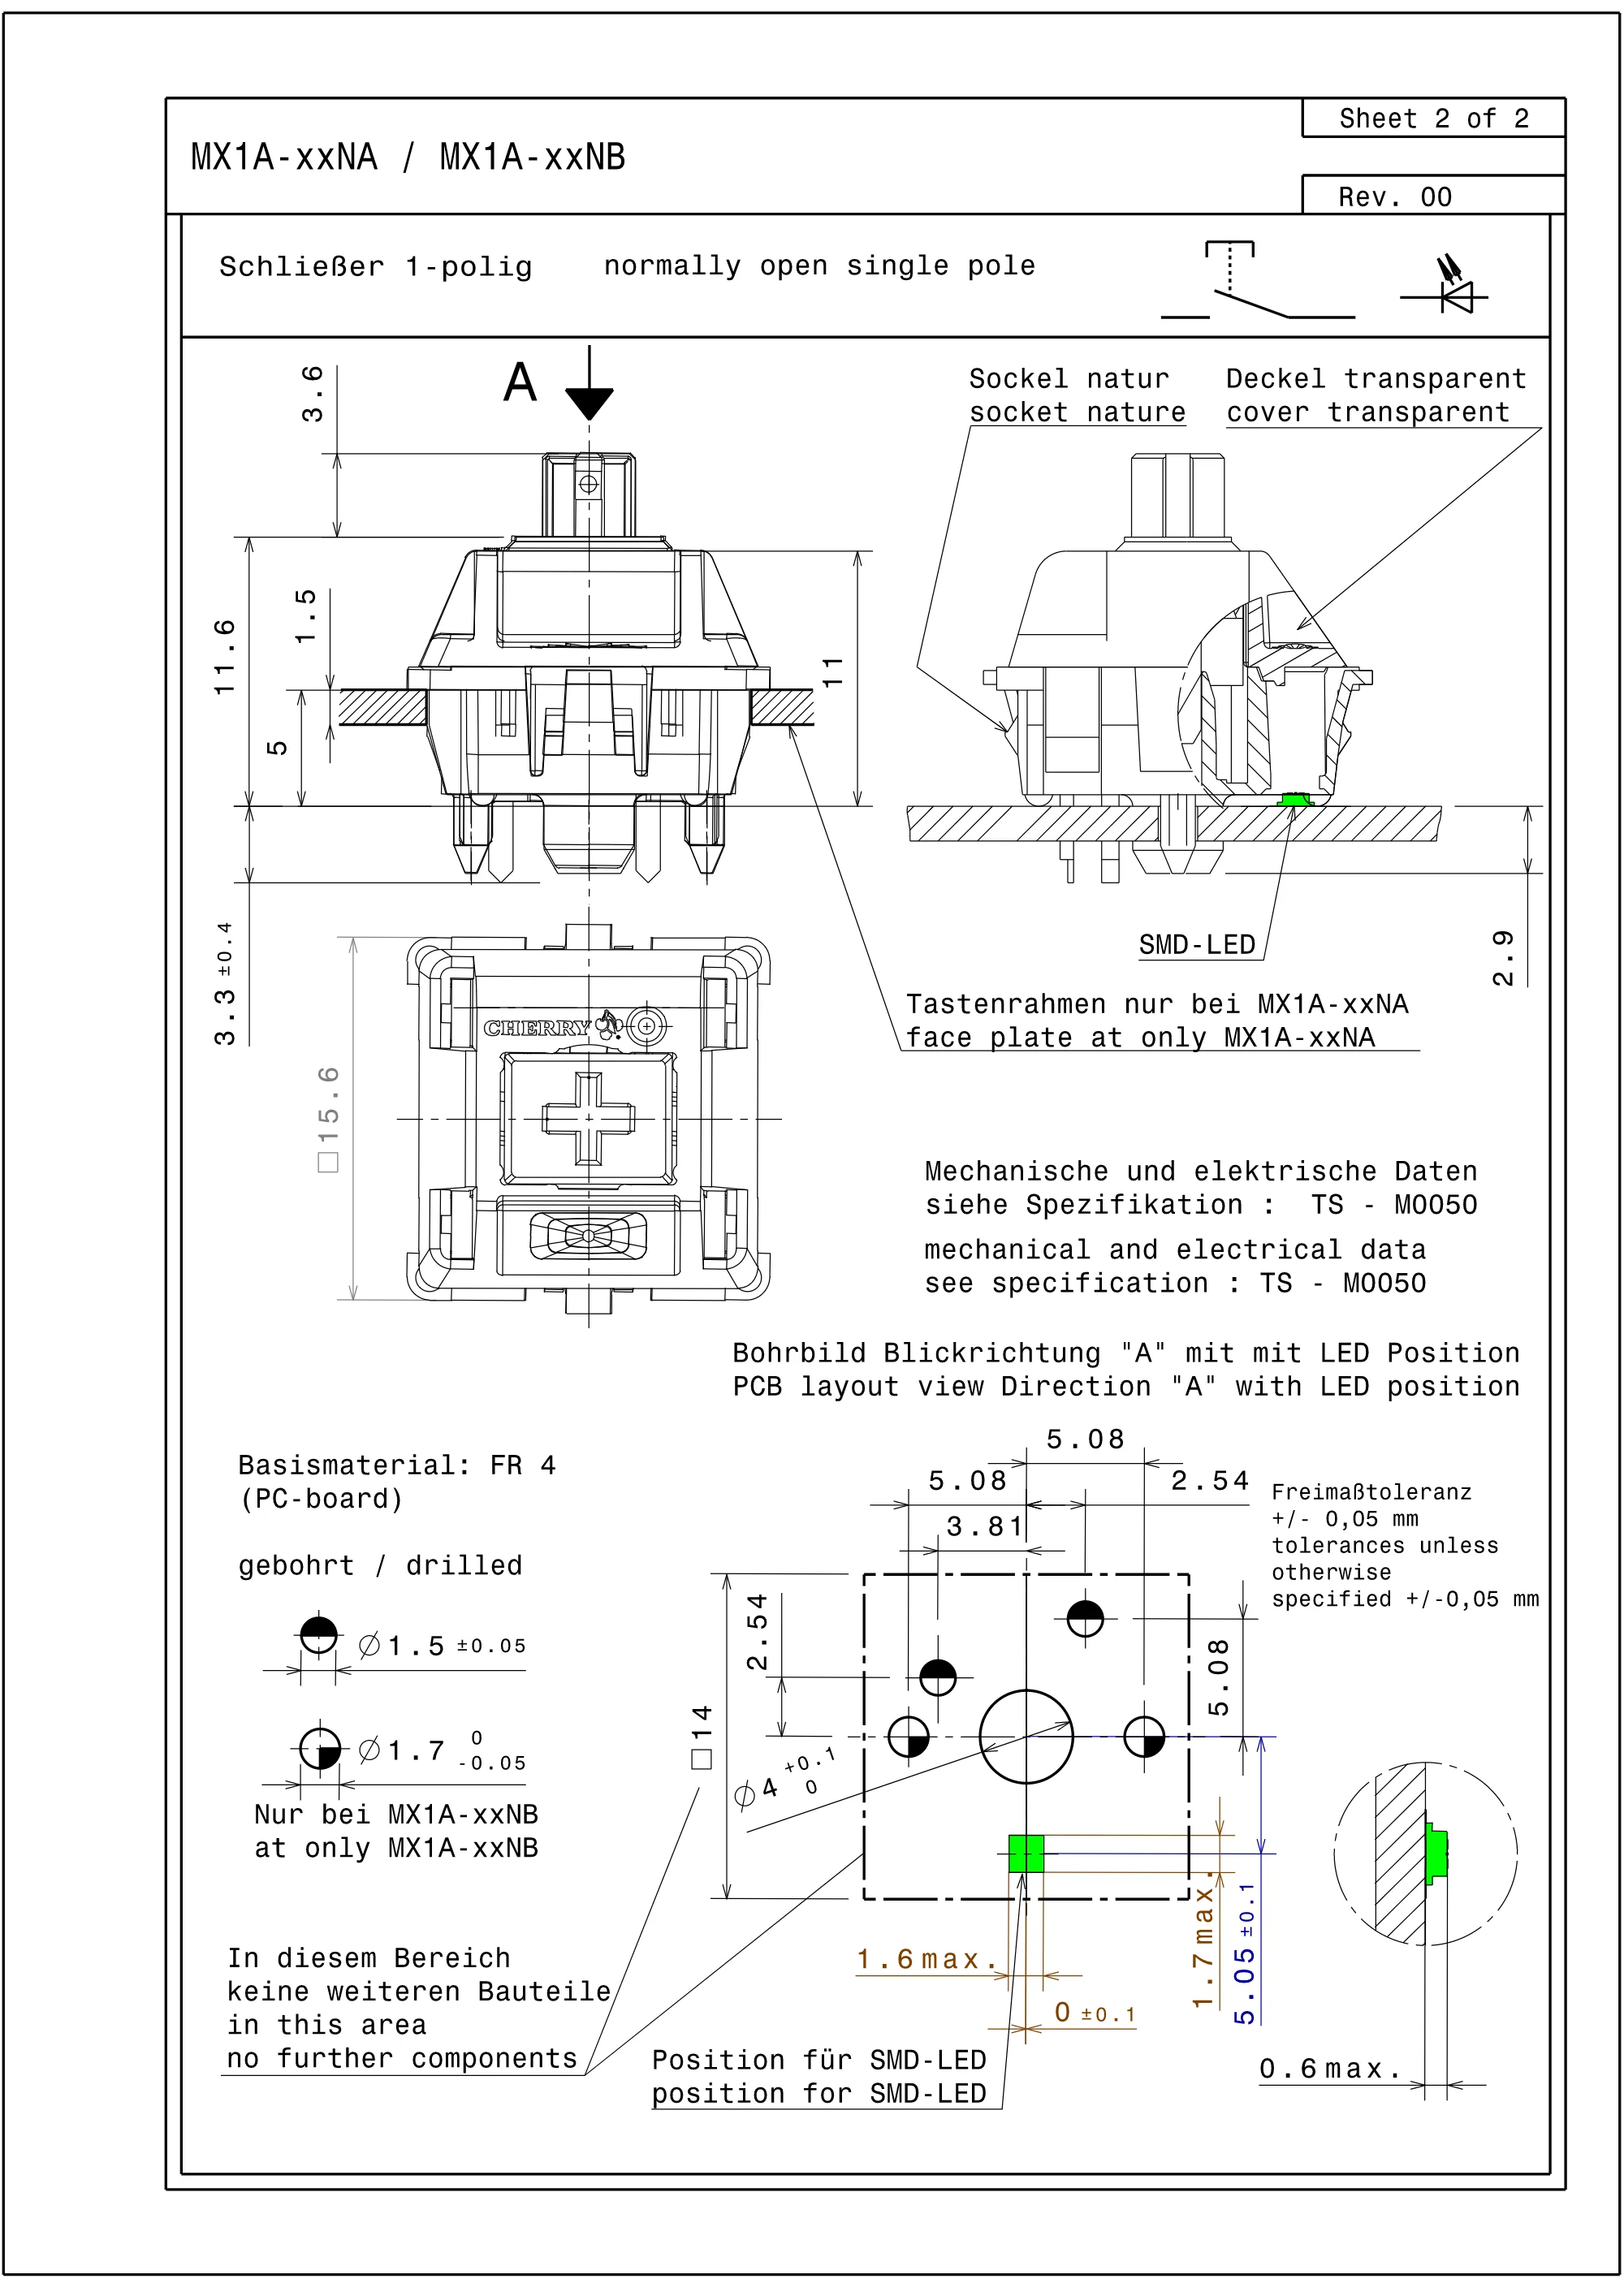 Sheet 2 of 2
MX1A-xxNA / MX1A-xxNB
Rev. 00
Schließer 1-polig normally open single pole
A
3.6
Sockel natur
socket nature
Deckel transparent
cover transparent
11.6
1.5
5
11
3.3 ±0.4
2.9
SMD-LED
Tastenrahmen nur bei MX1A-xxNA
face plate at only MX1A-xxNA
CHERRY
□15.6
Mechanische und elektrische Daten
siehe Spezifikation : TS - M0050
mechanical and electrical data
see specification : TS - M0050
Bohrbild Blickrichtung "A" mit mit LED Position
PCB layout view Direction "A" with LED position
Basismaterial: FR 4
(PC-board)
gebohrt / drilled
∅1.5 ±0.05
∅1.7 0 -0.05
Nur bei MX1A-xxNB
at only MX1A-xxNB
5.08
5.08
2.54
3.81
Freimaßtoleranz
+/- 0,05 mm
tolerances unless
otherwise
specified +/-0,05 mm
2.54
5.08
□14
∅4 +0.1 0
1.6max.
1.7max.
5.05 ±0.1
0 ±0.1
0.6max.
In diesem Bereich
keine weiteren Bauteile
in this area
no further components
Position für SMD-LED
position for SMD-LED